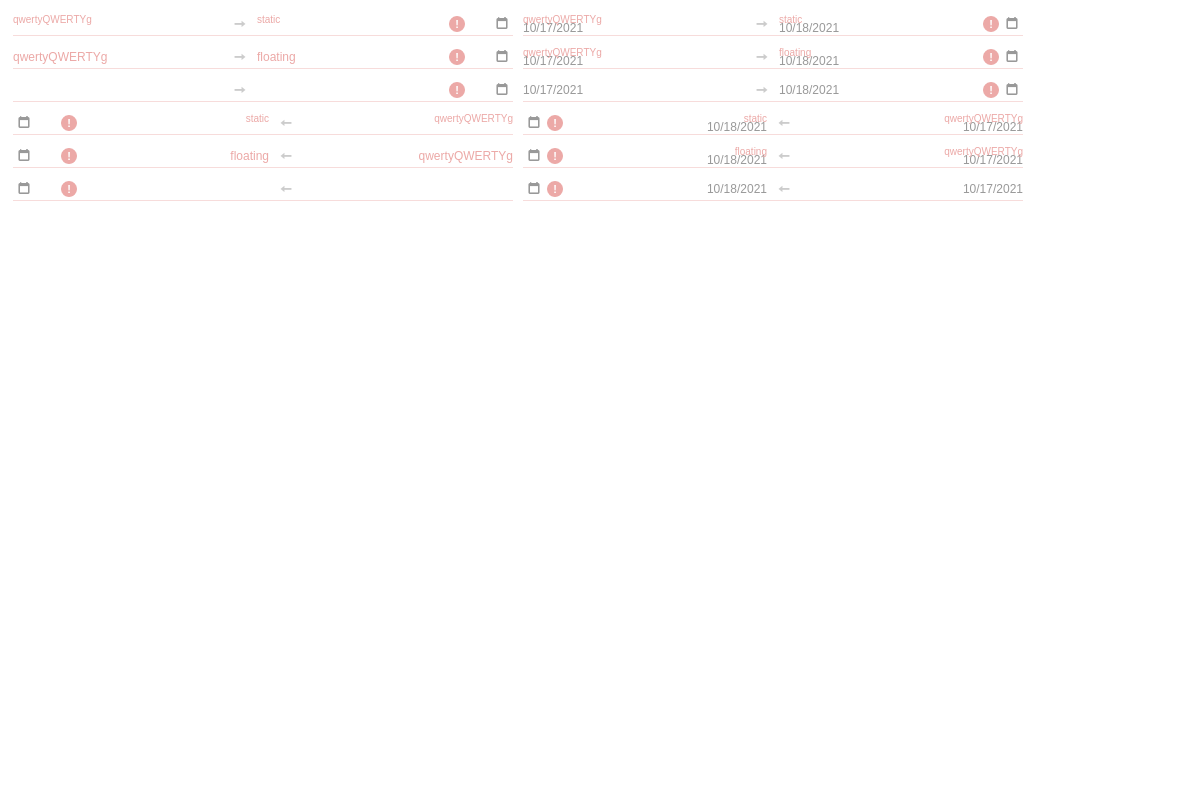 qwertyQWERTYg static qwertyQWERTYg static
10/17/2021 10/18/2021
qwertyQWERTYg floating qwertyQWERTYg floating
10/17/2021 10/18/2021
10/17/2021 10/18/2021
static qwertyQWERTYg static qwertyQWERTYg
10/18/2021 10/17/2021
floating qwertyQWERTYg floating qwertyQWERTYg
10/18/2021 10/17/2021
10/18/2021 10/17/2021